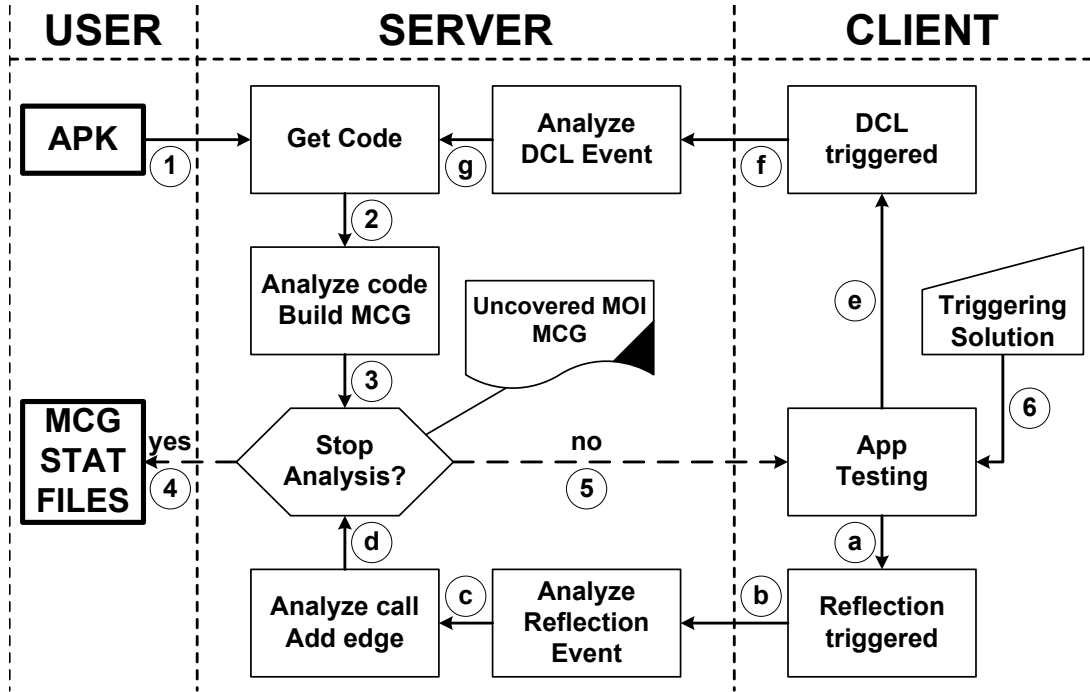 USER
SERVER
CLIENT
APK
1
Get Code
g
Analyze
DCL Event
f
DCL
triggered
2
Analyze code
Build MCG
Uncovered MOI
MCG
e
Triggering
Solution
3
6
MCG
STAT
FILES
yes
4
Stop
Analysis?
no
5
App
Testing
d
a
Analyze call
Add edge
c
Analyze
Reflection
Event
b
Reflection
triggered